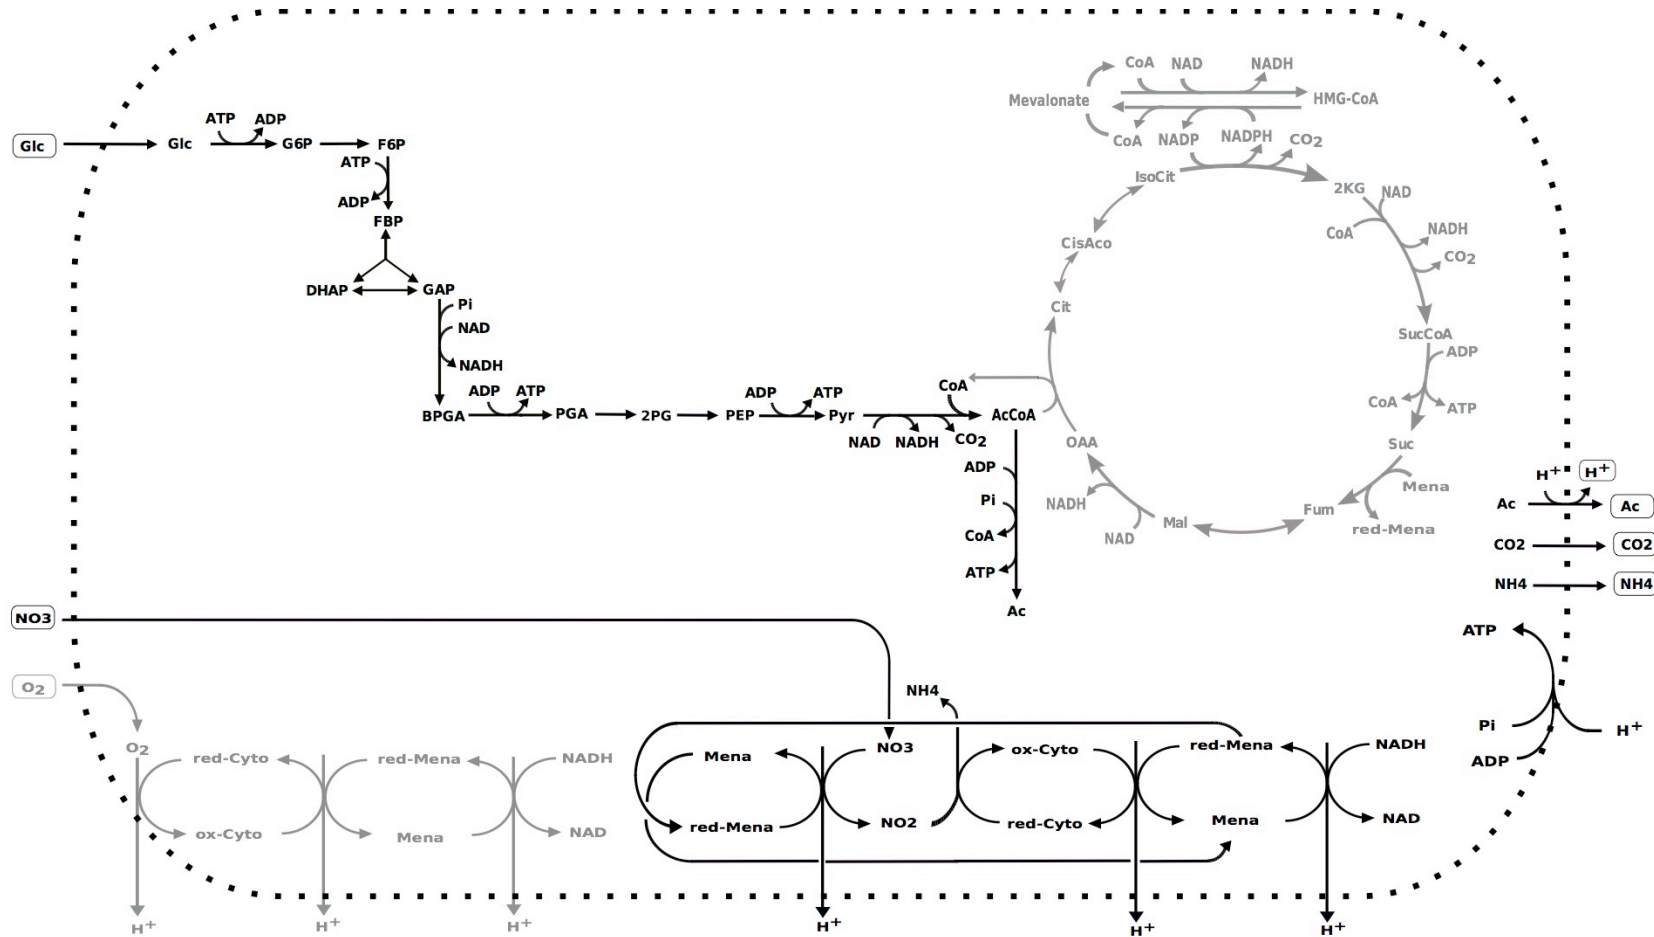 CoA NAD NADH
Mevalonate HMG-CoA
CoA NADP NADPH CO2
ATP ADP
Glc Glc G6P F6P
ATP
ADP
FBP
DHAP GAP
Pi
NAD
NADH
ADP ATP ADP ATP CoA
BPGA PGA 2PG PEP Pyr AcCoA
NAD NADH CO2
ADP
Pi
CoA
ATP
Ac
IsoCit 2KG
NAD
CoA NADH
CO2
CisAco
Cit
SucCoA
ADP
CoA ATP
OAA Suc
Mena
NADH red-Mena
NAD Mal Fum
H+ H+
Ac Ac
CO2 CO2
NH4 NH4
NO3
ATP
O2
NH4
Pi H+
ADP
O2 red-Cyto red-Mena NADH
ox-Cyto Mena NAD
Mena NO3 ox-Cyto red-Mena NADH
red-Mena NO2 red-Cyto Mena NAD
H+ H+ H+ H+ H+ H+